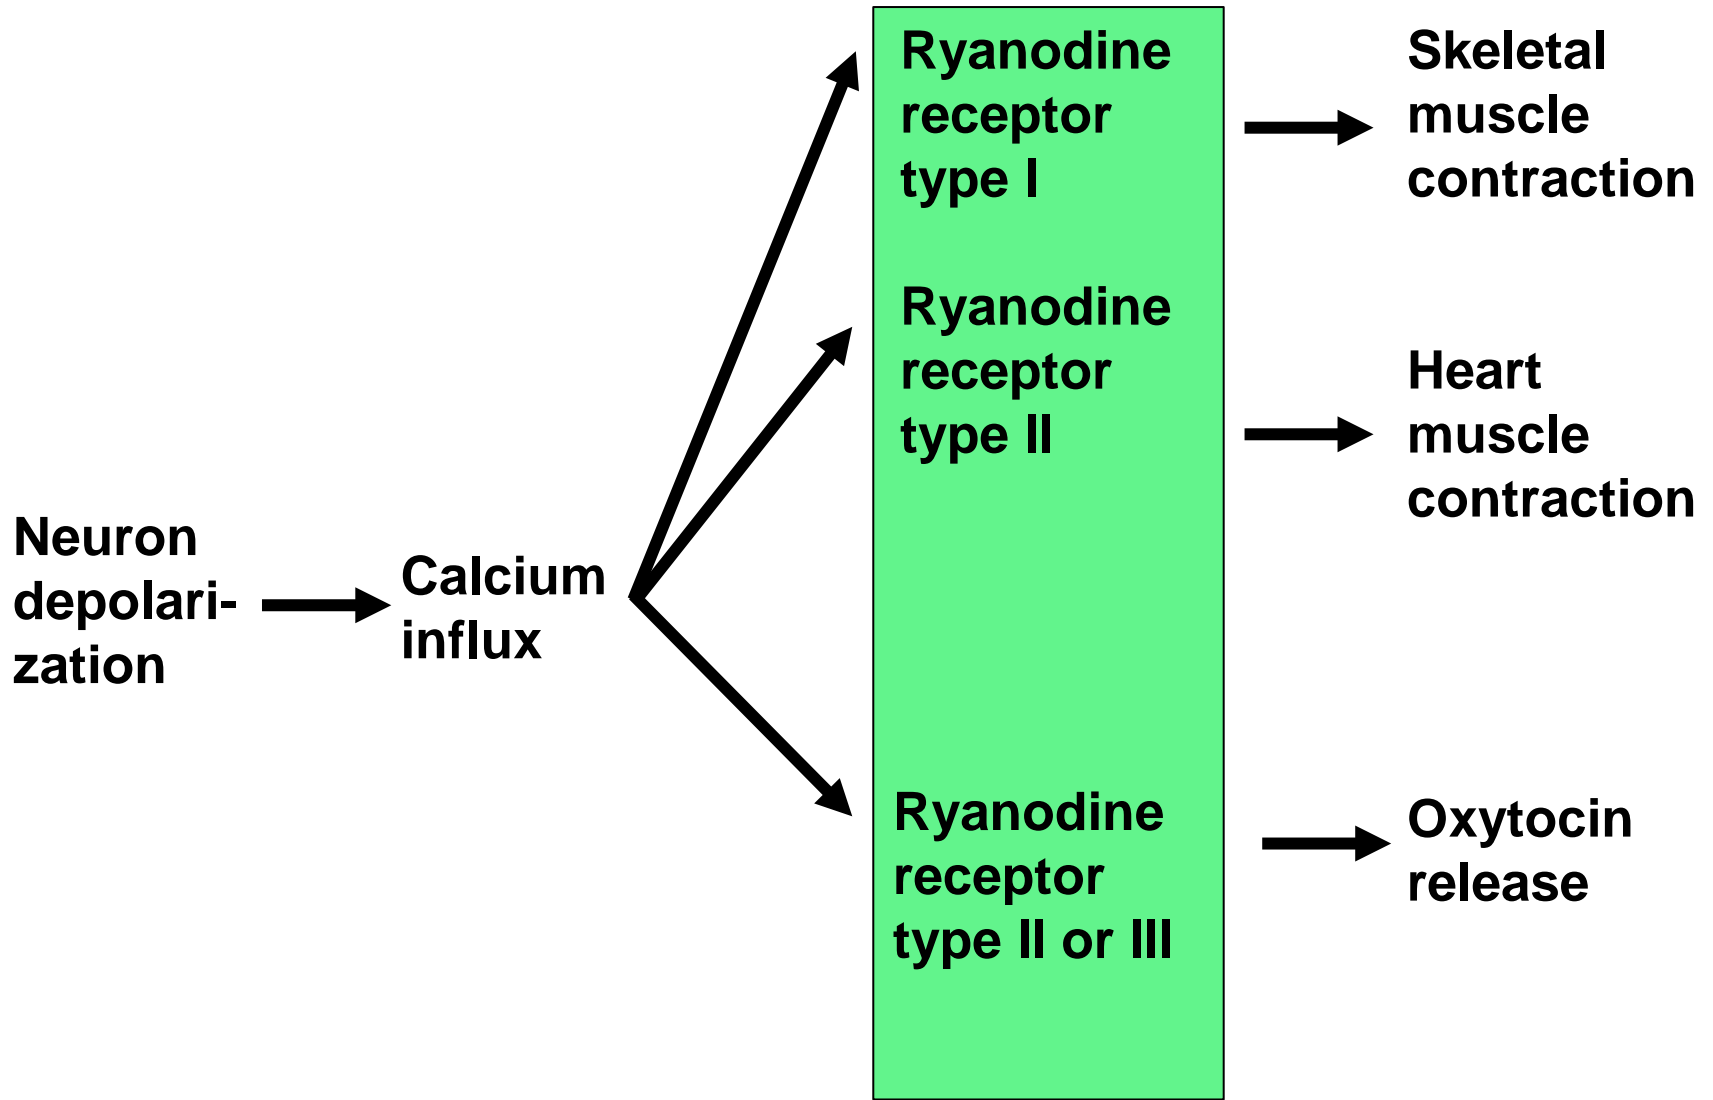 Neuron
depolari-
zation
Calcium
influx
Ryanodine
receptor
type I
Ryanodine
receptor
type II
Ryanodine
receptor
type II or III
Skeletal
muscle
contraction
Heart
muscle
contraction
Oxytocin
release